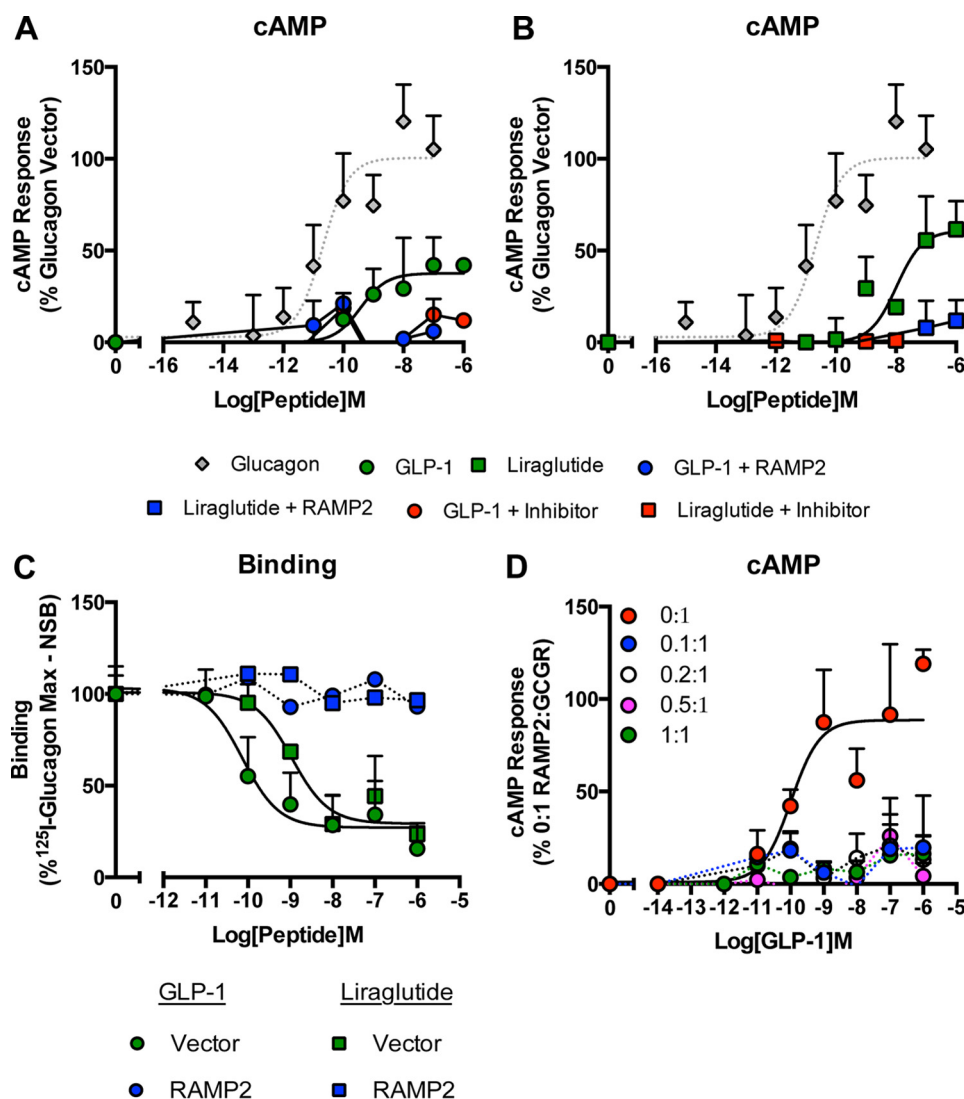 A cAMP
150
100
50
0
cAMP Response
(% Glucagon Vector)
0 -16 -14 -12 -10 -8 -6
Log[Peptide]M
B cAMP
150
100
50
0
cAMP Response
(% Glucagon Vector)
0 -16 -14 -12 -10 -8 -6
Log[Peptide]M
Glucagon GLP-1 Liraglutide GLP-1 + RAMP2
Liraglutide + RAMP2 GLP-1 + Inhibitor Liraglutide + Inhibitor
C Binding
150
100
50
0
Binding
(%¹²⁵I-Glucagon Max - NSB)
0 -12 -11 -10 -9 -8 -7 -6 -5
Log[Peptide]M
GLP-1 Liraglutide
Vector Vector
RAMP2 RAMP2
D cAMP
150
100
50
0
cAMP Response
(% 0:1 RAMP2:GCGR)
0:1
0.1:1
0.2:1
0.5:1
1:1
0 -14 -13 -12 -11 -10 -9 -8 -7 -6 -5
Log[GLP-1]M